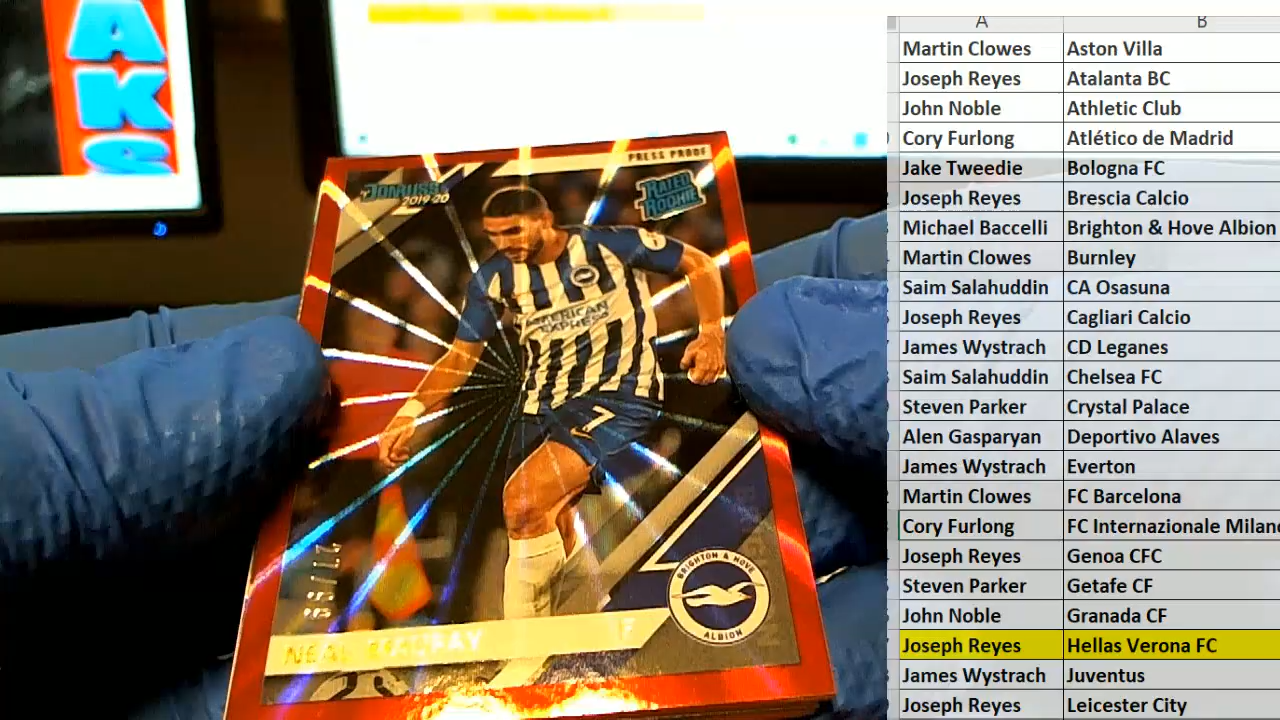 AKS
PRESS PROOF
DONRUSS
2019-20
RATED
ROOKIE
AMERICAN
EXPRESS
7
BRIGHTON & HOVE
ALBION
NEAL MAUPAY
F
A B
Martin Clowes Aston Villa
Joseph Reyes Atalanta BC
John Noble Athletic Club
Cory Furlong Atlético de Madrid
Jake Tweedie Bologna FC
Joseph Reyes Brescia Calcio
Michael Baccelli Brighton & Hove Albion
Martin Clowes Burnley
Saim Salahuddin CA Osasuna
Joseph Reyes Cagliari Calcio
James Wystrach CD Leganes
Saim Salahuddin Chelsea FC
Steven Parker Crystal Palace
Alen Gasparyan Deportivo Alaves
James Wystrach Everton
Martin Clowes FC Barcelona
Cory Furlong FC Internazionale Milano
Joseph Reyes Genoa CFC
Steven Parker Getafe CF
John Noble Granada CF
Joseph Reyes Hellas Verona FC
James Wystrach Juventus
Joseph Reyes Leicester City